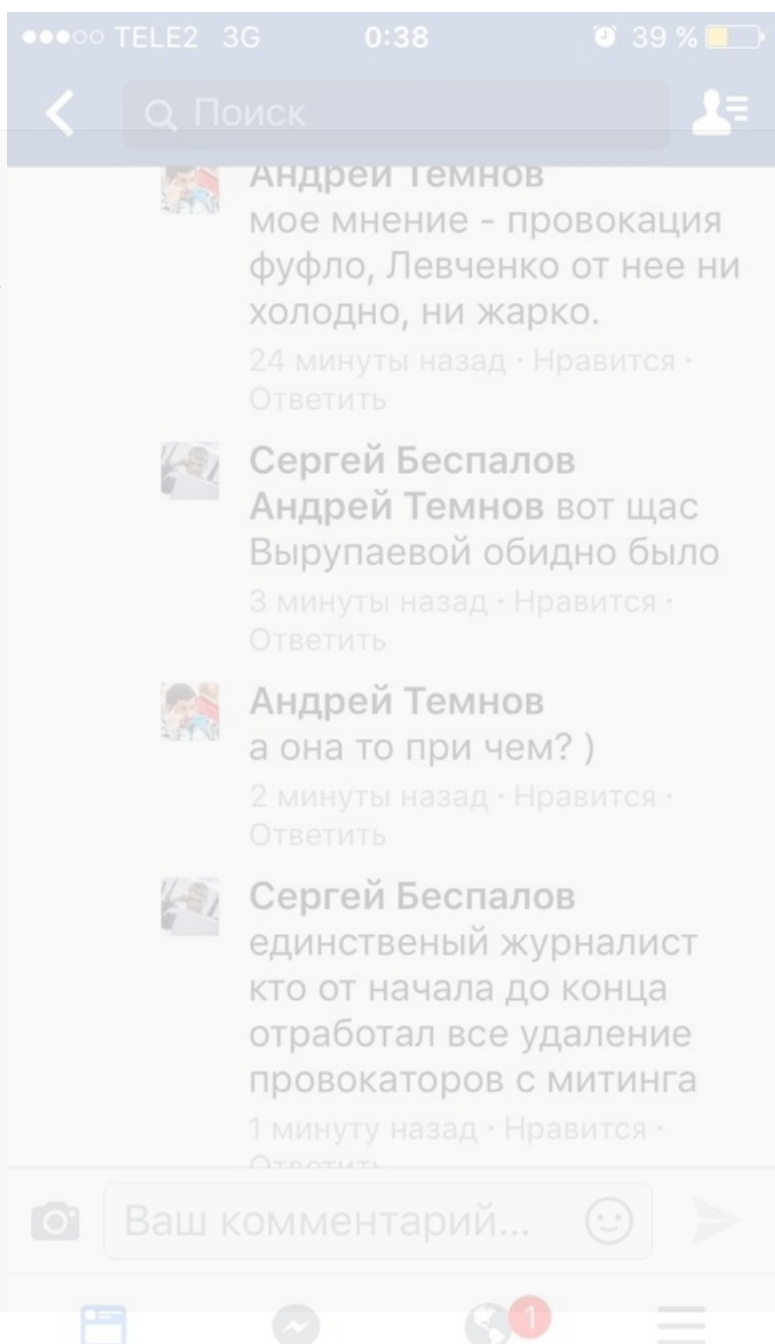 TELE2 3G 0:38 39 %
Поиск
Андрей Темнов
мое мнение - провокация
фуфло, Левченко от нее ни
холодно, ни жарко.
24 минуты назад · Нравится ·
Ответить
Сергей Беспалов
Андрей Темнов вот щас
Вырупаевой обидно было
3 минуты назад · Нравится ·
Ответить
Андрей Темнов
а она то при чем? )
2 минуты назад · Нравится ·
Ответить
Сергей Беспалов
единственый журналист
кто от начала до конца
отработал все удаление
провокаторов с митинга
1 минуту назад · Нравится ·
Ответить
Ваш комментарий...
1